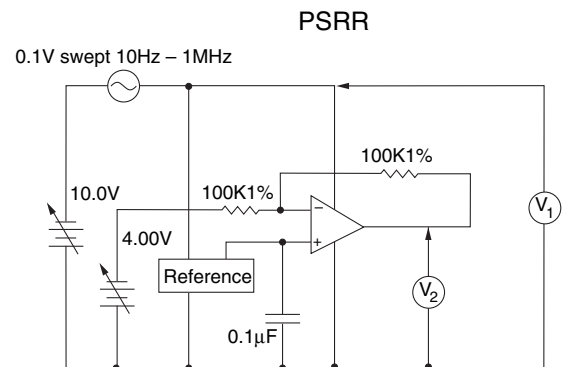 PSRR
0.1V swept 10Hz – 1MHz
100K1%
10.0V
100K1%
V1
4.00V
−
+
Reference
V2
0.1µF